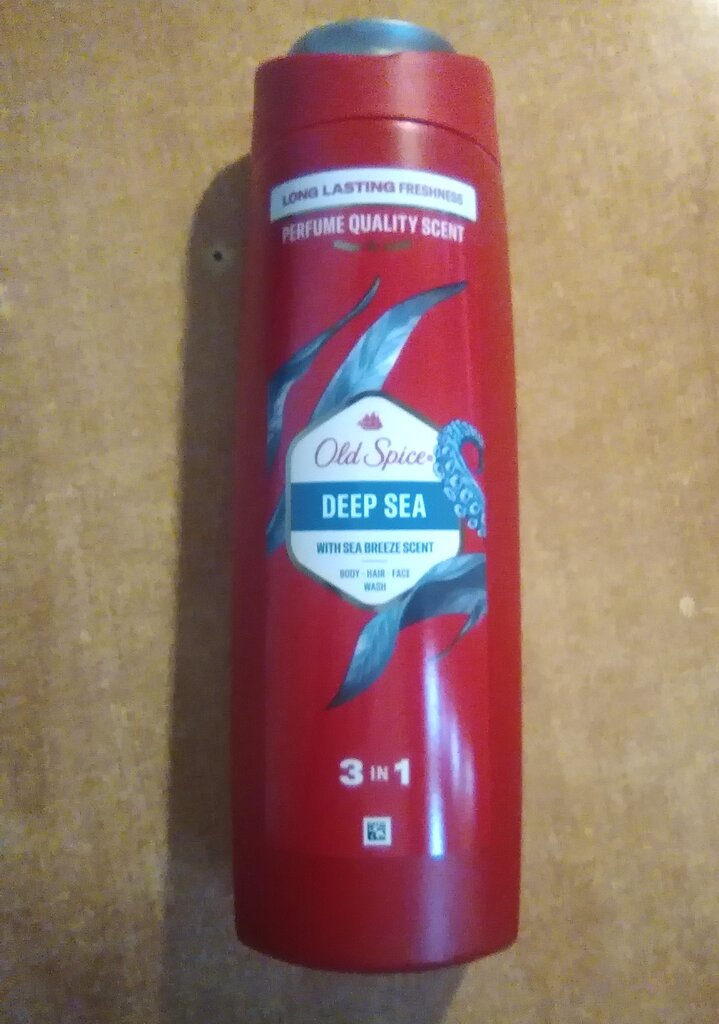 LONG LASTING FRESHNESS
PERFUME QUALITY SCENT
Old Spice
DEEP SEA
WITH SEA BREEZE SCENT
BODY · HAIR · FACE
WASH
3 IN 1